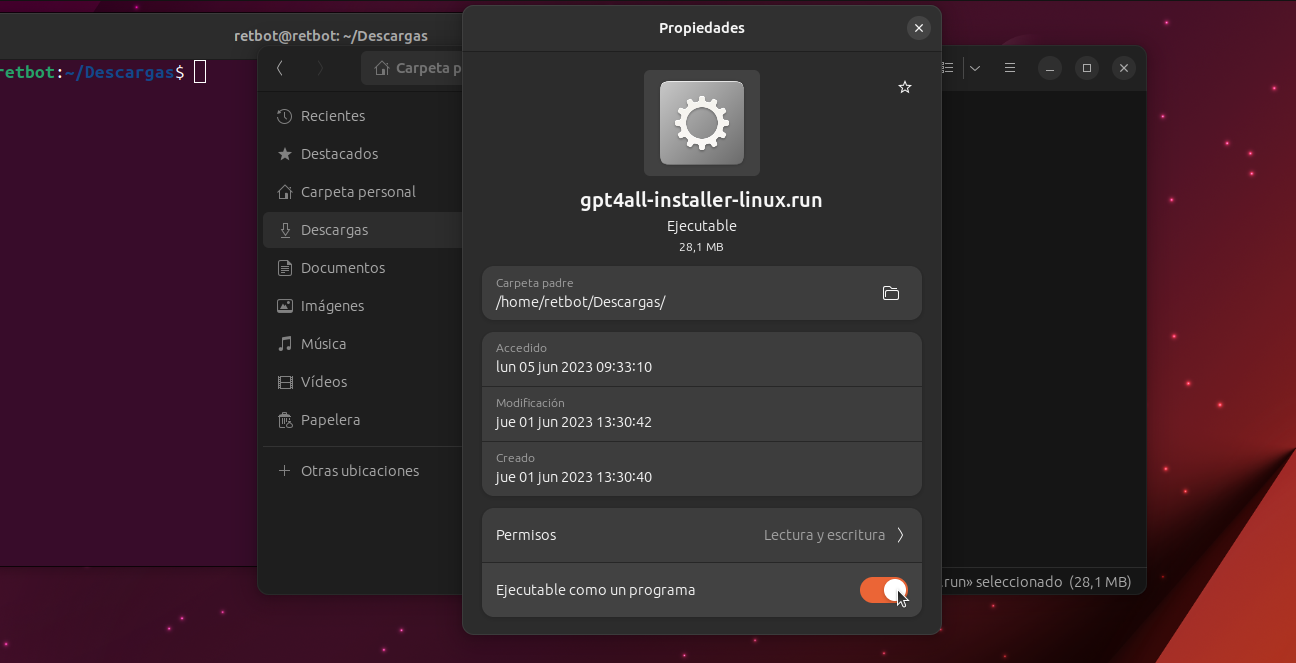 retbot@retbot: ~/Descargas
retbot:~/Descargas$
Carpeta p
Recientes
Destacados
Carpeta personal
Descargas
Documentos
Imágenes
Música
Vídeos
Papelera
Otras ubicaciones
Propiedades
gpt4all-installer-linux.run
Ejecutable
28,1 MB
Carpeta padre
/home/retbot/Descargas/
Accedido
lun 05 jun 2023 09:33:10
Modificación
jue 01 jun 2023 13:30:42
Creado
jue 01 jun 2023 13:30:40
Permisos Lectura y escritura
Ejecutable como un programa
.run» seleccionado (28,1 MB)